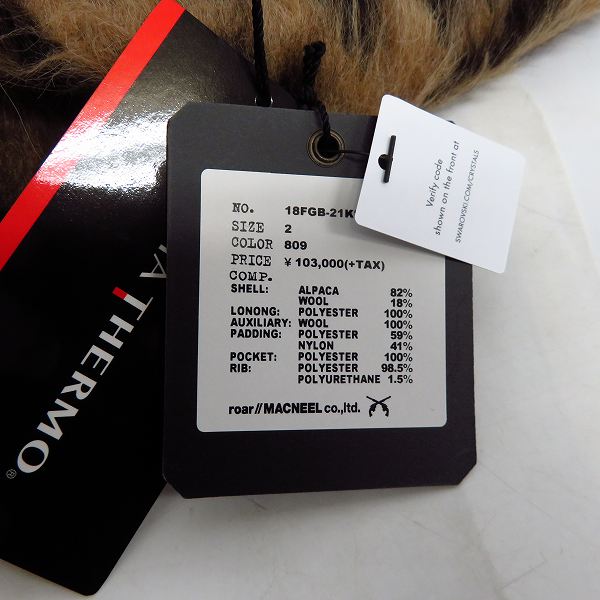 NO. 18FGB-21K
SIZE 2
COLOR 809
PRICE ¥ 103,000(+TAX)
COMP.
SHELL: ALPACA 82%
WOOL 18%
LONONG: POLYESTER 100%
AUXILIARY: WOOL 100%
PADDING: POLYESTER 59%
NYLON 41%
POCKET: POLYESTER 100%
RIB: POLYESTER 98.5%
POLYURETHANE 1.5%
roar//MACNEEL co.,ltd.
Verify code
shown on the front at
SWAROVSKI.COM/CRYSTALS
THERMO®